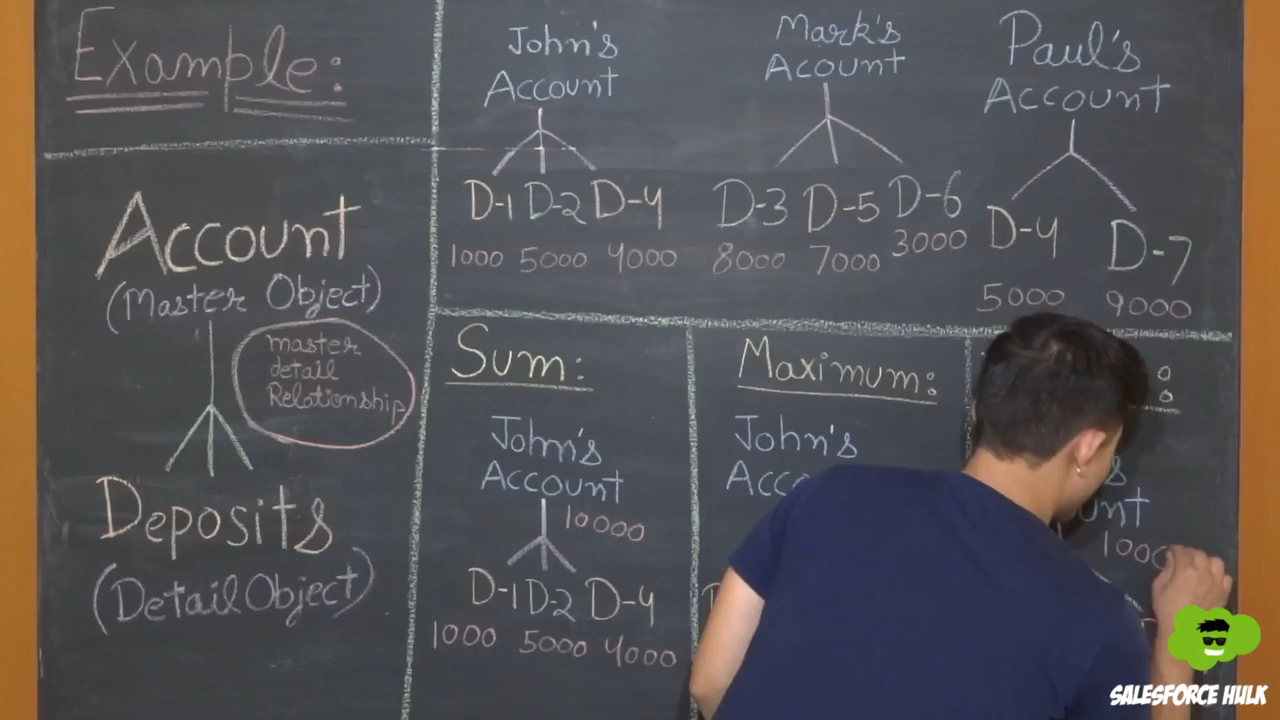 Example:
Account
(Master Object)
master
detail
Relationship
Deposits
(Detail Object)
John's
Account
D-1 D-2 D-4
1000 5000 4000
Mark's
Acount
D-3 D-5 D-6
8000 7000 3000
Paul's
Account
D-4 D-7
5000 9000
Sum:
John's
Account
10000
D-1 D-2 D-4
1000 5000 4000
Maximum:
John's
1000
SALESFORCE HULK